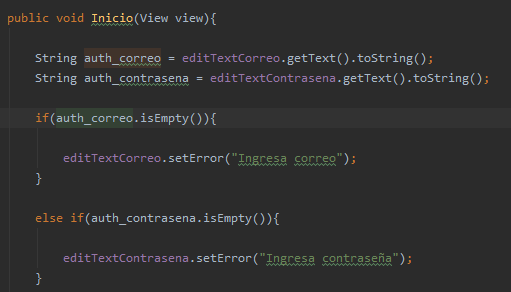 public void Inicio(View view){
String auth_correo = editTextCorreo.getText().toString();
String auth_contrasena = editTextContrasena.getText().toString();
if(auth_correo.isEmpty()){
editTextCorreo.setError("Ingresa correo");
}
else if(auth_contrasena.isEmpty()){
editTextContrasena.setError("Ingresa contraseña");
}